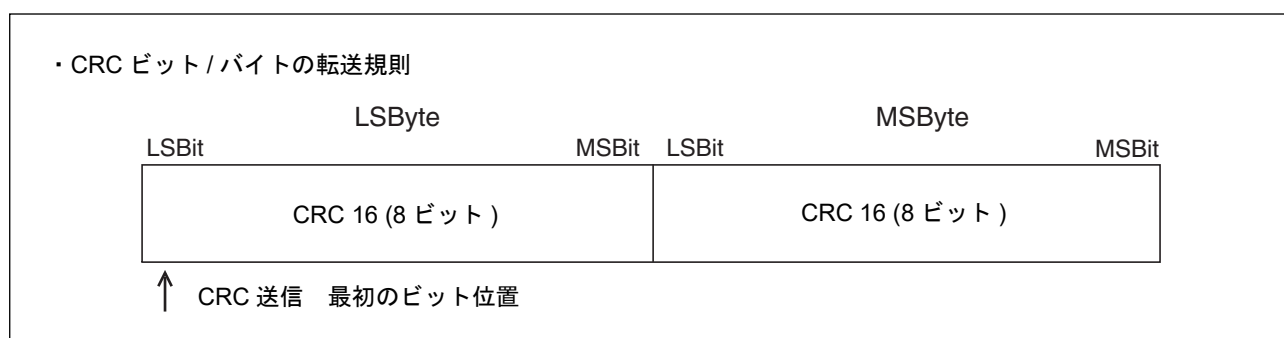 ・CRC ビット / バイトの転送規則
LSByte MSByte
LSBit MSBit LSBit MSBit
CRC 16 (8 ビット ) CRC 16 (8 ビット )
↑ CRC 送信　最初のビット位置